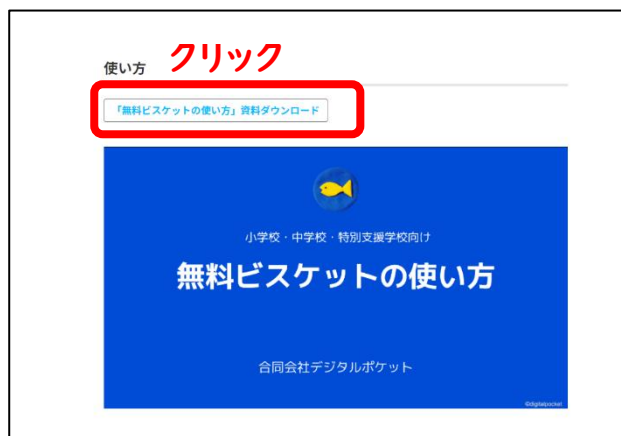 使い方
クリック
「無料ビスケットの使い方」資料ダウンロード
小学校・中学校・特別支援学校向け
無料ビスケットの使い方
合同会社デジタルポケット
©digitalpocket